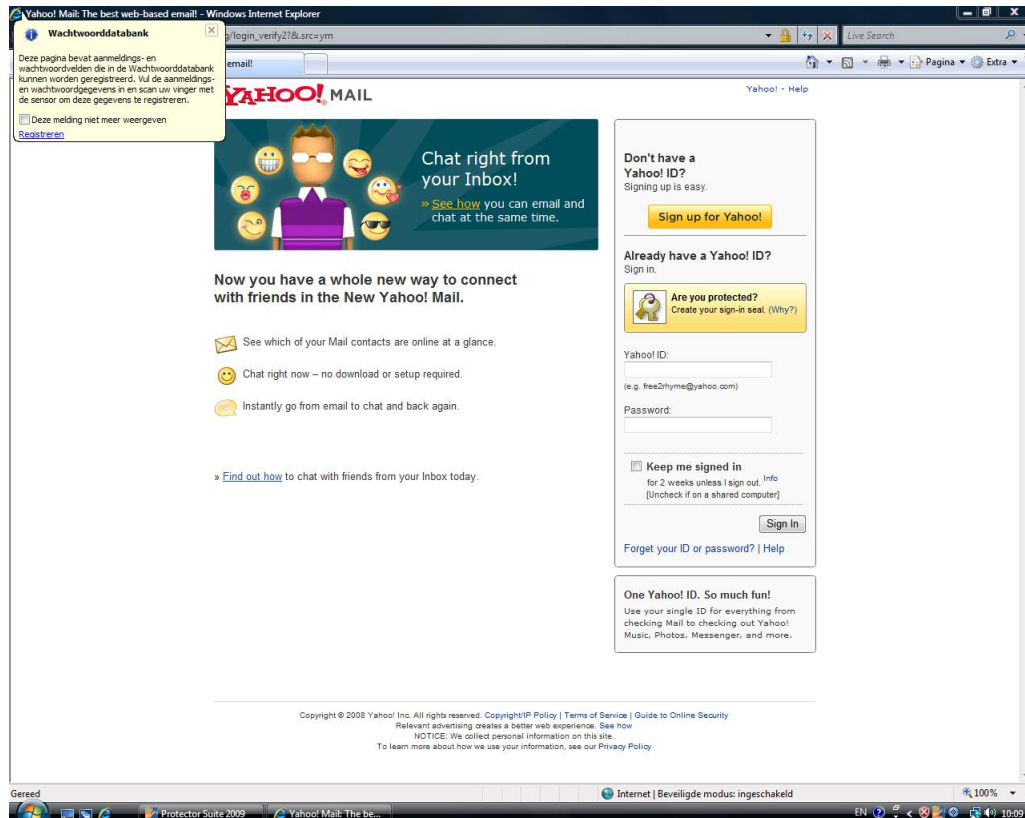 Yahoo! Mail: The best web-based email! - Windows Internet Explorer
Wachtwoorddatabank
Deze pagina bevat aanmeldings- en
wachtwoordvelden die in de Wachtwoorddatabank
kunnen worden geregistreerd. Vul de aanmeldings-
en wachtwoordgegevens in en scan uw vinger met
de sensor om deze gegevens te registreren.
Deze melding niet meer weergeven
Registreren
g/login_verify2?&.src=ym
Live Search
email!
Pagina
Extra
YAHOO! MAIL
Yahoo! - Help
Chat right from
your Inbox!
» See how you can email and
chat at the same time.
Now you have a whole new way to connect
with friends in the New Yahoo! Mail.
See which of your Mail contacts are online at a glance.
Chat right now – no download or setup required.
Instantly go from email to chat and back again.
» Find out how to chat with friends from your Inbox today.
Don't have a
Yahoo! ID?
Signing up is easy.
Sign up for Yahoo!
Already have a Yahoo! ID?
Sign in.
Are you protected?
Create your sign-in seal. (Why?)
Yahoo! ID:
(e.g. free2rhyme@yahoo.com)
Password:
Keep me signed in
for 2 weeks unless I sign out. Info
[Uncheck if on a shared computer]
Sign In
Forget your ID or password? | Help
One Yahoo! ID. So much fun!
Use your single ID for everything from
checking Mail to checking out Yahoo!
Music, Photos, Messenger, and more.
Copyright © 2008 Yahoo! Inc. All rights reserved. Copyright/IP Policy | Terms of Service | Guide to Online Security
Relevant advertising creates a better web experience. See how
NOTICE: We collect personal information on this site.
To learn more about how we use your information, see our Privacy Policy
Gereed
Internet | Beveiligde modus: ingeschakeld
100%
Protector Suite 2009
Yahoo! Mail: The be...
EN
10:09